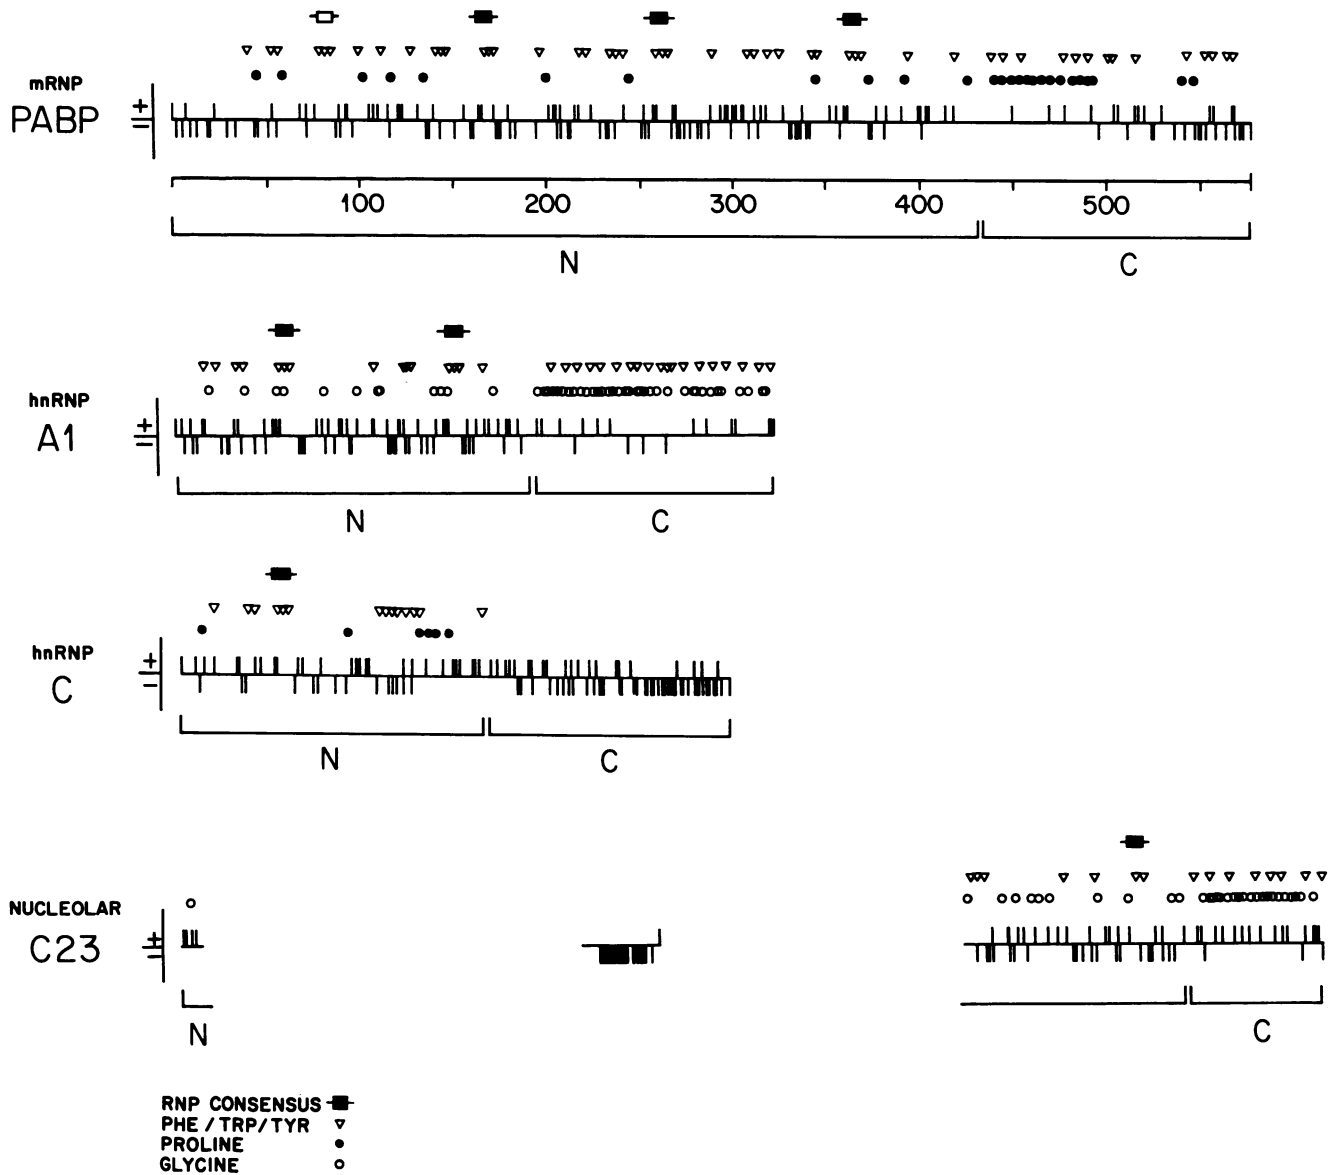 mRNP
PABP
+
−
100 200 300 400 500
N C
hnRNP
A1
+
−
N C
hnRNP
C
+
−
N C
NUCLEOLAR
C23
+
−
N C
RNP CONSENSUS
PHE / TRP / TYR
PROLINE
GLYCINE